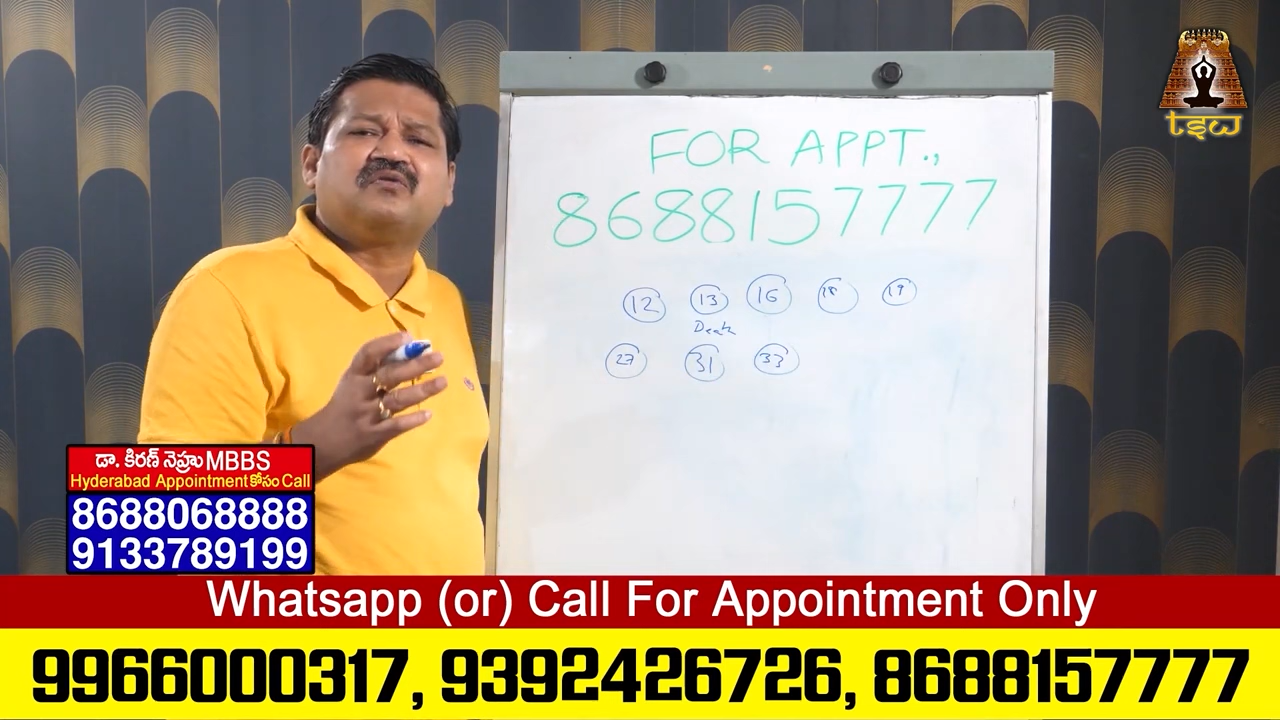 tsw
FOR APPT.,
8688157777
12 13 16 18 19
Death
27 31 33
డా. కిరణ్ నెహ్రు MBBS
Hyderabad Appointment కోసం Call
8688068888
9133789199
Whatsapp (or) Call For Appointment Only
9966000317, 9392426726, 8688157777